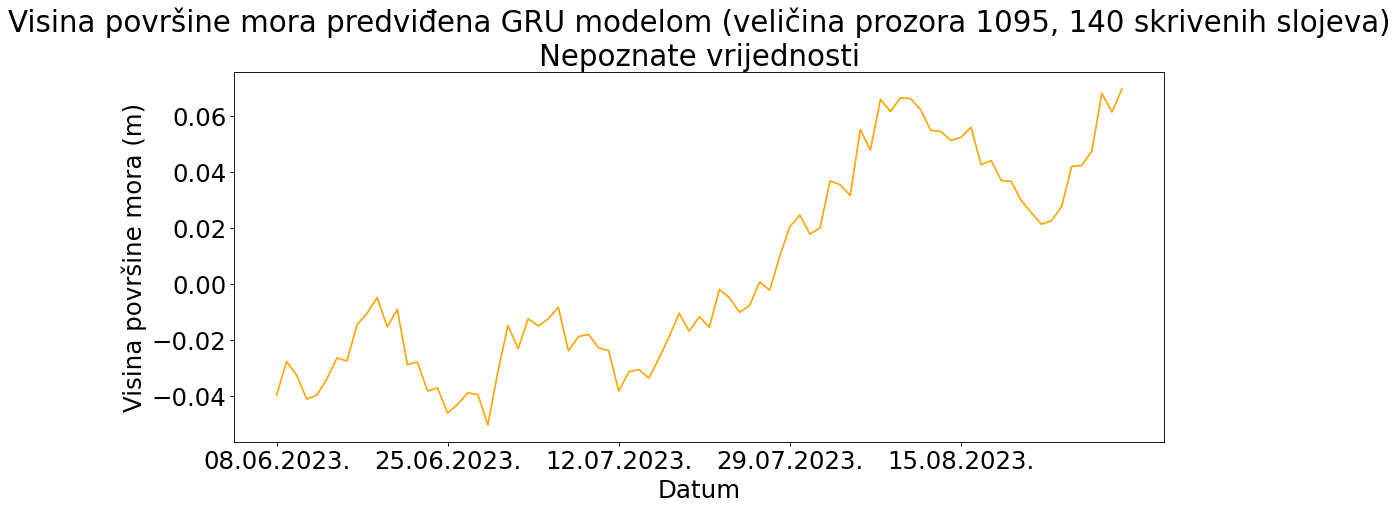 Visina površine mora predviđena GRU modelom (veličina prozora 1095, 140 skrivenih slojeva)
Nepoznate vrijednosti
Visina površine mora (m)
0.06
0.04
0.02
0.00
−0.02
−0.04
08.06.2023. 25.06.2023. 12.07.2023. 29.07.2023. 15.08.2023.
Datum